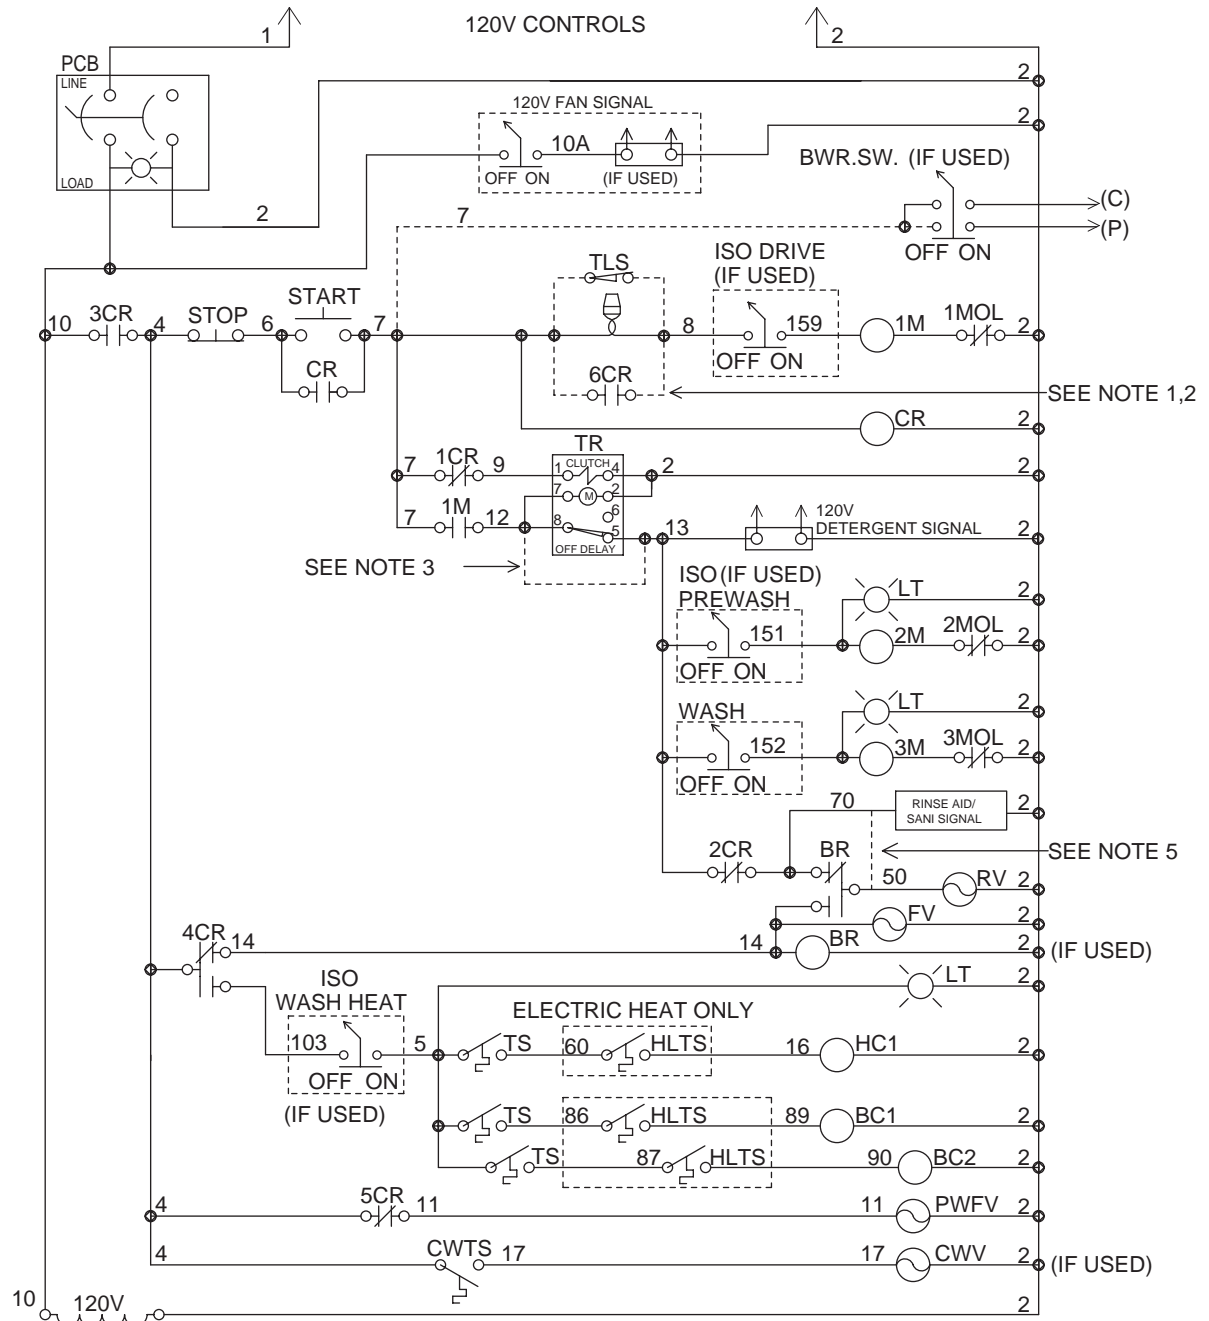 120V CONTROLS
1
2
PCB
LINE
2
120V FAN SIGNAL
2
10A
BWR.SW. (IF USED)
OFF ON
(IF USED)
LOAD
2
7
(C)
(P)
OFF ON
TLS
ISO DRIVE
(IF USED)
START
10
3CR
4
STOP
6
7
8
159
1M
1MOL
2
OFF ON
CR
6CR
SEE NOTE 1,2
CR
2
TR
7
1CR
9
1
CLUTCH
4
2
2
7
M
2
6
7
1M
12
8
5
OFF DELAY
13
120V
DETERGENT SIGNAL
2
SEE NOTE 3
ISO (IF USED)
PREWASH
LT
2
151
2M
2MOL
2
OFF ON
WASH
LT
2
152
3M
3MOL
2
OFF ON
70
RINSE AID/
SANI SIGNAL
2
2CR
BR
SEE NOTE 5
50
RV
2
FV
2
4CR
14
14
BR
2
(IF USED)
ISO
WASH HEAT
LT
2
ELECTRIC HEAT ONLY
103
5
TS
60
HLTS
16
HC1
2
OFF ON
(IF USED)
TS
86
HLTS
89
BC1
2
TS
87
HLTS
90
BC2
2
4
5CR
11
11
PWFV
2
4
CWTS
17
17
CWV
2
(IF USED)
10
120V
2